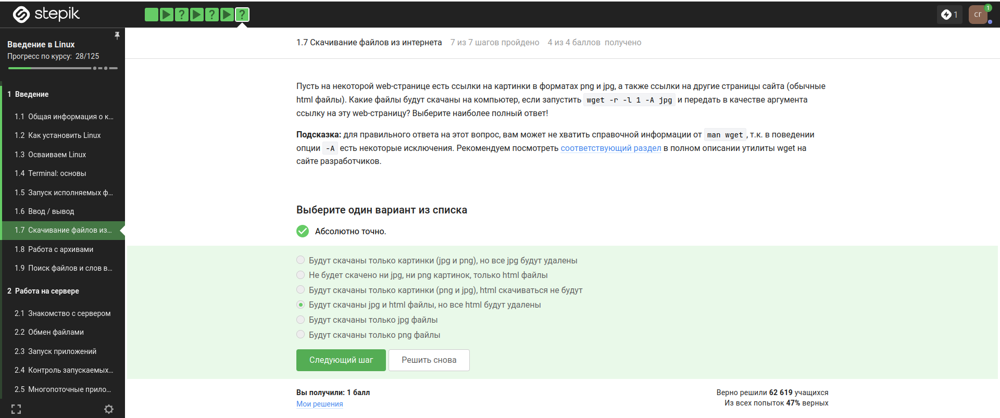 stepik
? ? ?
1
СГ
1
Введение в Linux
Прогресс по курсу: 28/125
1 Введение
1.1 Общая информация о к...
1.2 Как установить Linux
1.3 Осваиваем Linux
1.4 Terminal: основы
1.5 Запуск исполняемых ф...
1.6 Ввод / вывод
1.7 Скачивание файлов из...
1.8 Работа с архивами
1.9 Поиск файлов и слов в...
2 Работа на сервере
2.1 Знакомство с сервером
2.2 Обмен файлами
2.3 Запуск приложений
2.4 Контроль запускаемых...
2.5 Многопоточные прило...
1.7 Скачивание файлов из интернета 7 из 7 шагов пройдено 4 из 4 баллов получено
Пусть на некоторой web-странице есть ссылки на картинки в форматах png и jpg, а также ссылки на другие страницы сайта (обычные
html файлы). Какие файлы будут скачаны на компьютер, если запустить wget -r -l 1 -A jpg и передать в качестве аргумента
ссылку на эту web-страницу? Выберите наиболее полный ответ!
Подсказка: для правильного ответа на этот вопрос, вам может не хватить справочной информации от man wget, т.к. в поведении
опции -A есть некоторые исключения. Рекомендуем посмотреть соответствующий раздел в полном описании утилиты wget на
сайте разработчиков.
Выберите один вариант из списка
Абсолютно точно.
Будут скачаны только картинки (jpg и png), но все jpg будут удалены
Не будет скачено ни jpg, ни png картинок, только html файлы
Будут скачаны только картинки (png и jpg), html скачиваться не будут
Будут скачаны jpg и html файлы, но все html будут удалены
Будут скачаны только jpg файлы
Будут скачаны только png файлы
Следующий шаг
Решить снова
Вы получили: 1 балл
Мои решения
Верно решили 62 619 учащихся
Из всех попыток 47% верных